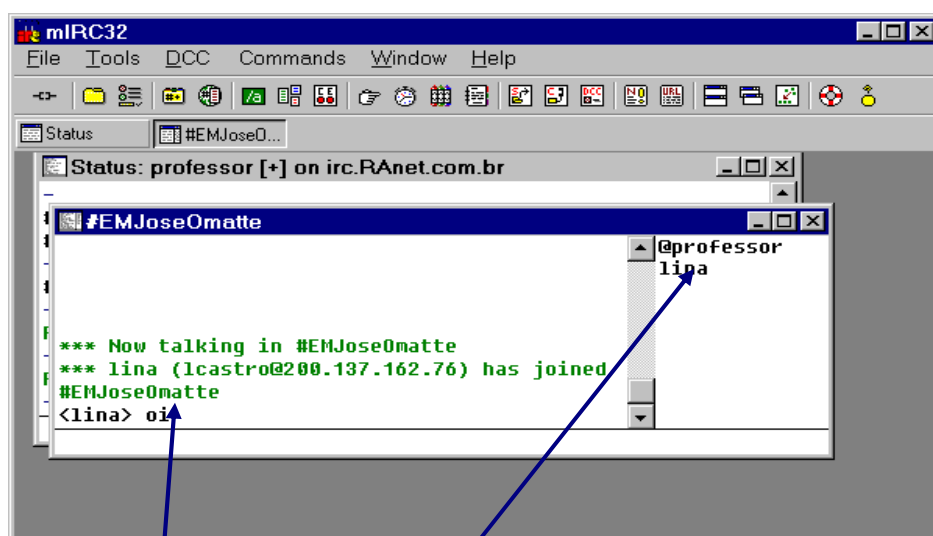 mIRC32
File Tools DCC Commands Window Help
Status #EMJoseO...
Status: professor [+] on irc.RAnet.com.br
#EMJoseOmatte
@professor
lina
*** Now talking in #EMJoseOmatte
*** lina (lcastro@200.137.162.76) has joined
#EMJoseOmatte
<lina> oi